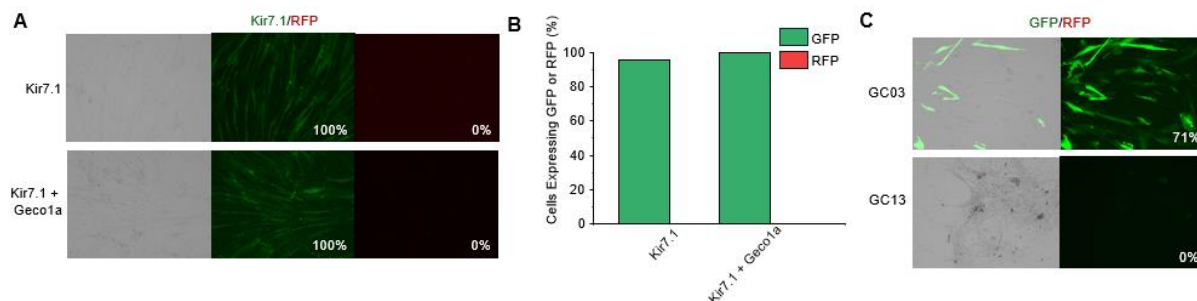 A
Kir7.1/RFP
Kir7.1
100%
0%
Kir7.1 +
Geco1a
100%
0%
B
Cells Expressing GFP or RFP (%)
100
80
60
40
20
0
GFP
RFP
Kir7.1
Kir7.1 + Geco1a
C
GFP/RFP
GC03
71%
GC13
0%